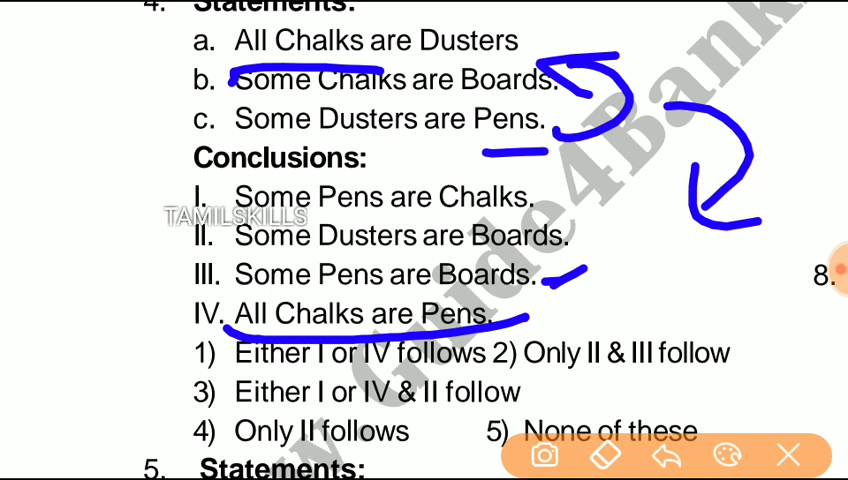 4. Statements:
a. All Chalks are Dusters
b. Some Chalks are Boards.
c. Some Dusters are Pens.
Conclusions:
I. Some Pens are Chalks.
TAMILSKILLS
II. Some Dusters are Boards.
III. Some Pens are Boards.
8.
IV. All Chalks are Pens.
1) Either I or IV follows 2) Only II & III follow
3) Either I or IV & II follow
4) Only II follows 5) None of these
5. Statements:
w.Guide4Bank